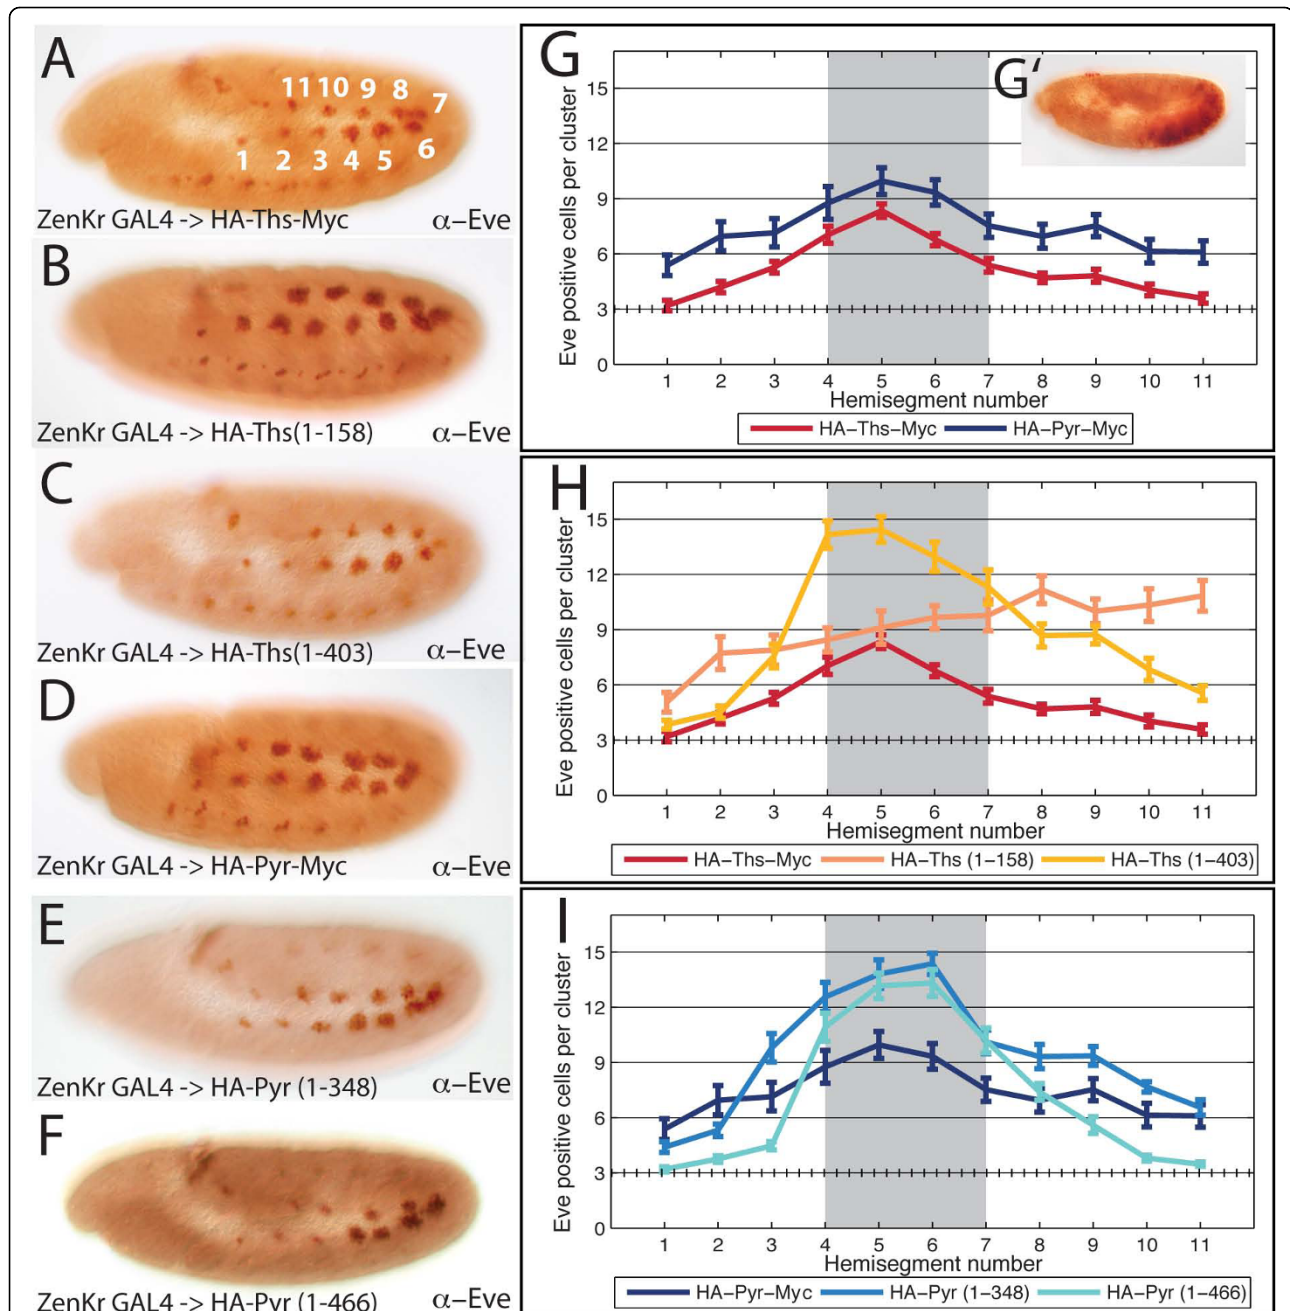 A
11 10 9 8 7
1 2 3 4 5 6
ZenKr GAL4 -> HA-Ths-Myc α–Eve
B
ZenKr GAL4 -> HA-Ths(1-158) α–Eve
C
ZenKr GAL4 -> HA-Ths(1-403) α–Eve
D
ZenKr GAL4 -> HA-Pyr-Myc α–Eve
E
ZenKr GAL4 -> HA-Pyr (1-348) α–Eve
F
ZenKr GAL4 -> HA-Pyr (1-466) α–Eve
G
G'
Eve positive cells per cluster
15
12
9
6
3
0
1 2 3 4 5 6 7 8 9 10 11
Hemisegment number
HA–Ths–Myc HA–Pyr–Myc
H
Eve positive cells per cluster
15
12
9
6
3
0
1 2 3 4 5 6 7 8 9 10 11
Hemisegment number
HA–Ths–Myc HA–Ths (1–158) HA–Ths (1–403)
I
Eve positive cells per cluster
15
12
9
6
3
0
1 2 3 4 5 6 7 8 9 10 11
Hemisegment number
HA–Pyr–Myc HA–Pyr (1–348) HA–Pyr (1–466)